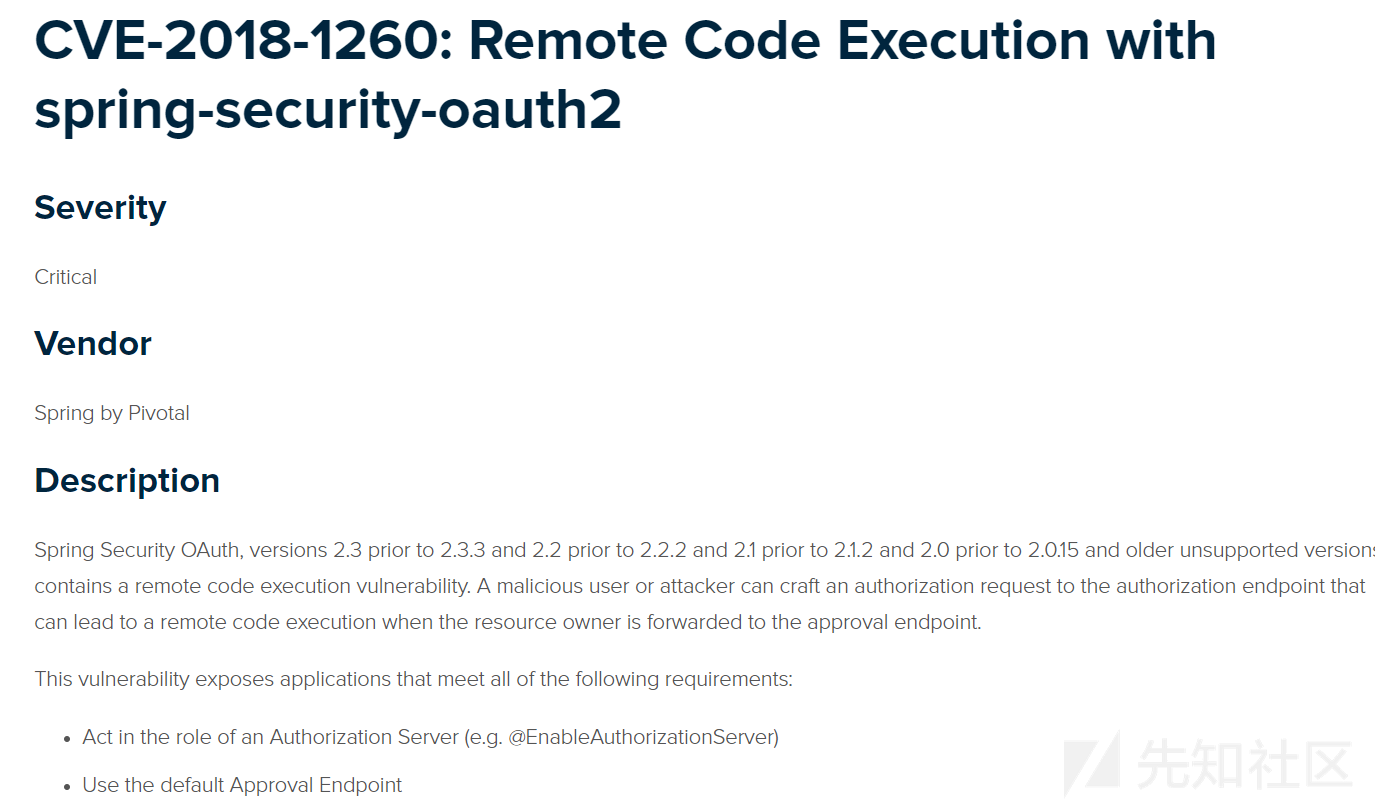 CVE-2018-1260: Remote Code Execution with
spring-security-oauth2
Severity
Critical
Vendor
Spring by Pivotal
Description
Spring Security OAuth, versions 2.3 prior to 2.3.3 and 2.2 prior to 2.2.2 and 2.1 prior to 2.1.2 and 2.0 prior to 2.0.15 and older unsupported versions
contains a remote code execution vulnerability. A malicious user or attacker can craft an authorization request to the authorization endpoint that
can lead to a remote code execution when the resource owner is forwarded to the approval endpoint.
This vulnerability exposes applications that meet all of the following requirements:
• Act in the role of an Authorization Server (e.g. @EnableAuthorizationServer)
• Use the default Approval Endpoint
先知社区